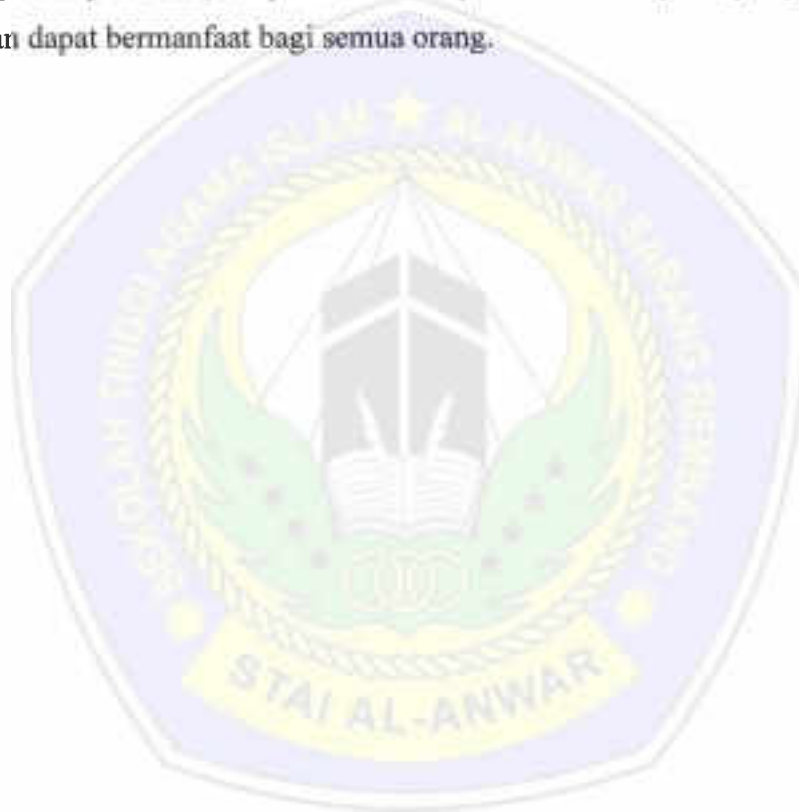 dapat bermanfaat bagi semua orang.
SEKOLAH TINGGI AGAMA ISLAM
AL-ANWAR SARANG REMBANG
STAI AL-ANWAR